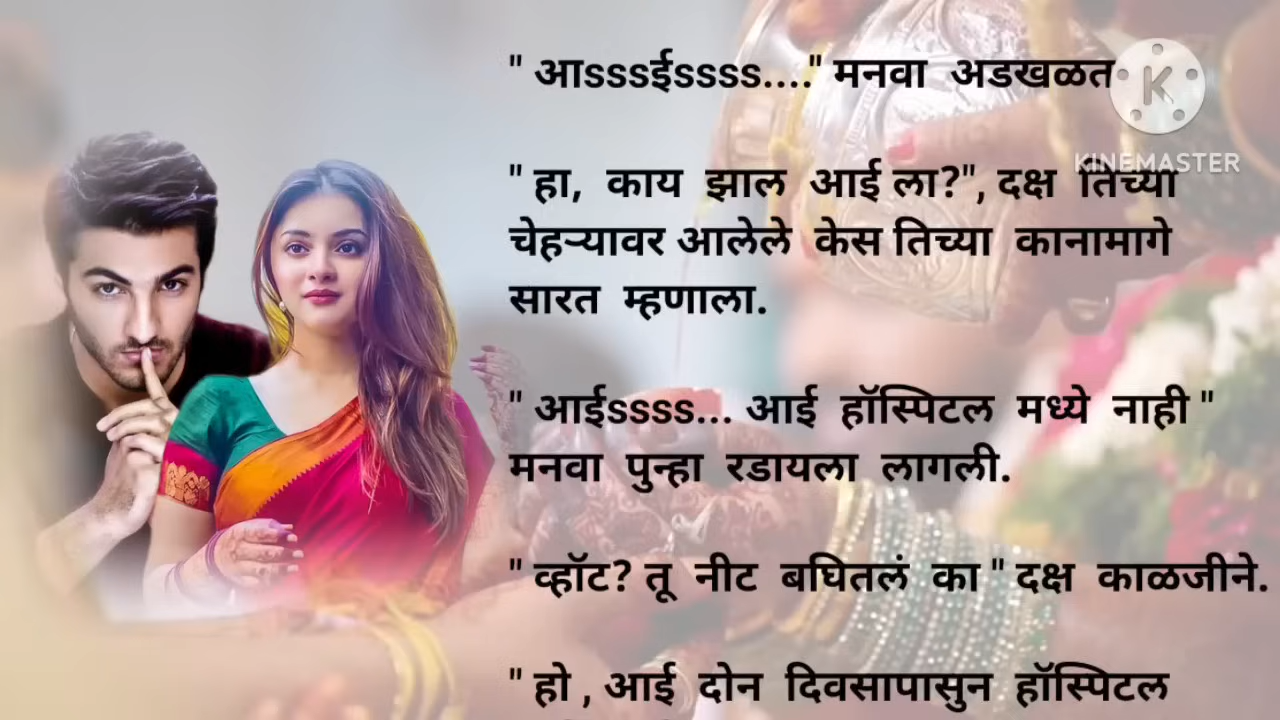 " आsssईssss...." मनवा अडखळत
K
KINEMASTER
" हा, काय झाल आई ला?", दक्ष तिच्या
चेहऱ्यावर आलेले केस तिच्या कानामागे
सारत म्हणाला.
" आईssss... आई हॉस्पिटल मध्ये नाही "
मनवा पुन्हा रडायला लागली.
" व्हॉट? तू नीट बघितलं का " दक्ष काळजीने.
" हो , आई दोन दिवसापासुन हॉस्पिटल